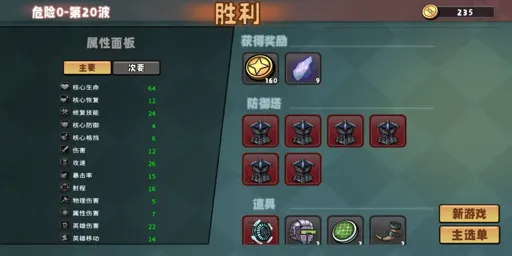 危险0-第20波
胜利
235
属性面板
主要 次要
核心生命 64
核心恢复 12
修复技能 24
核心防御 4
核心格挡 6
伤害 12
攻速 26
暴击率 15
射程 16
物理伤害 5
属性伤害 7
英雄伤害 22
英雄移动 14
获得奖励
160
9
防御塔
道具
新游戏
主选单